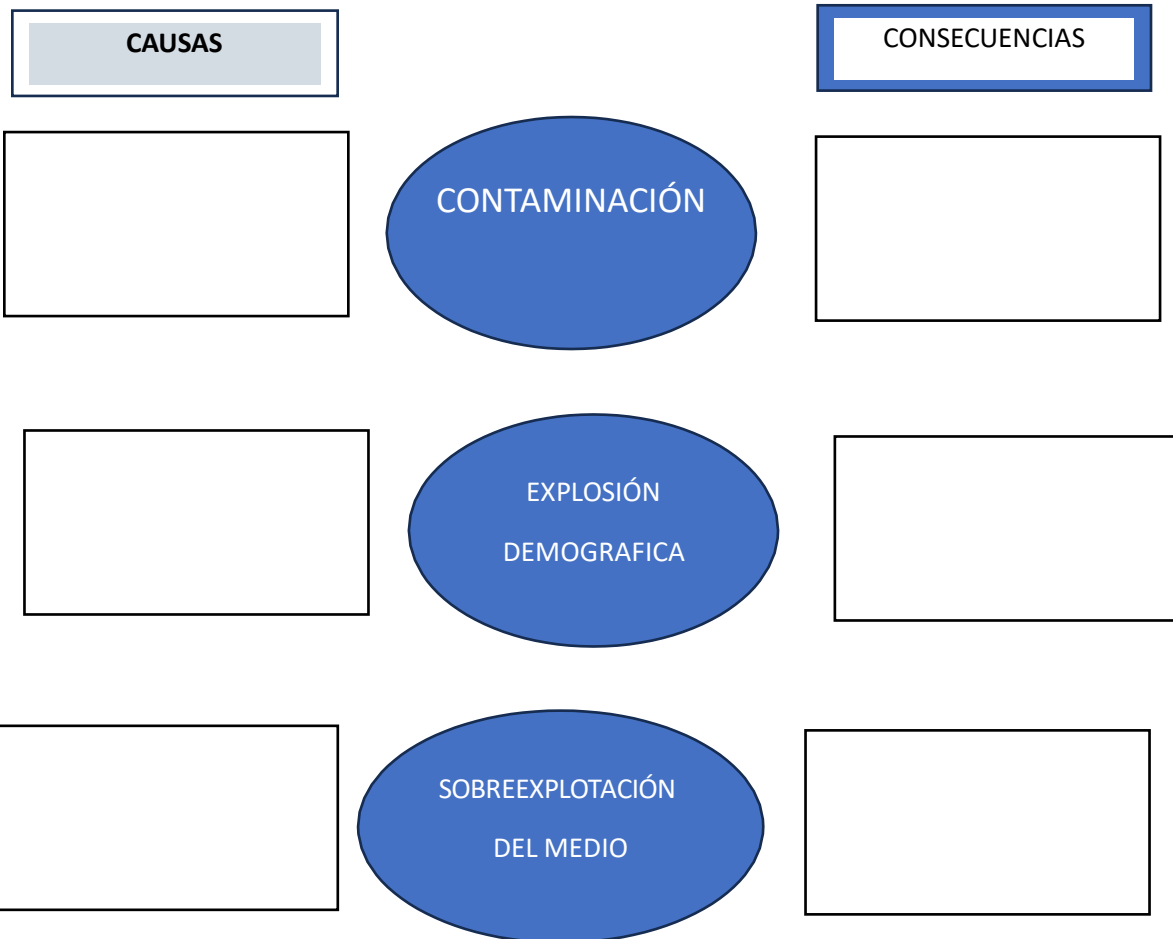 CAUSAS
CONSECUENCIAS
CONTAMINACIÓN
EXPLOSIÓN
DEMOGRAFICA
SOBREEXPLOTACIÓN
DEL MEDIO